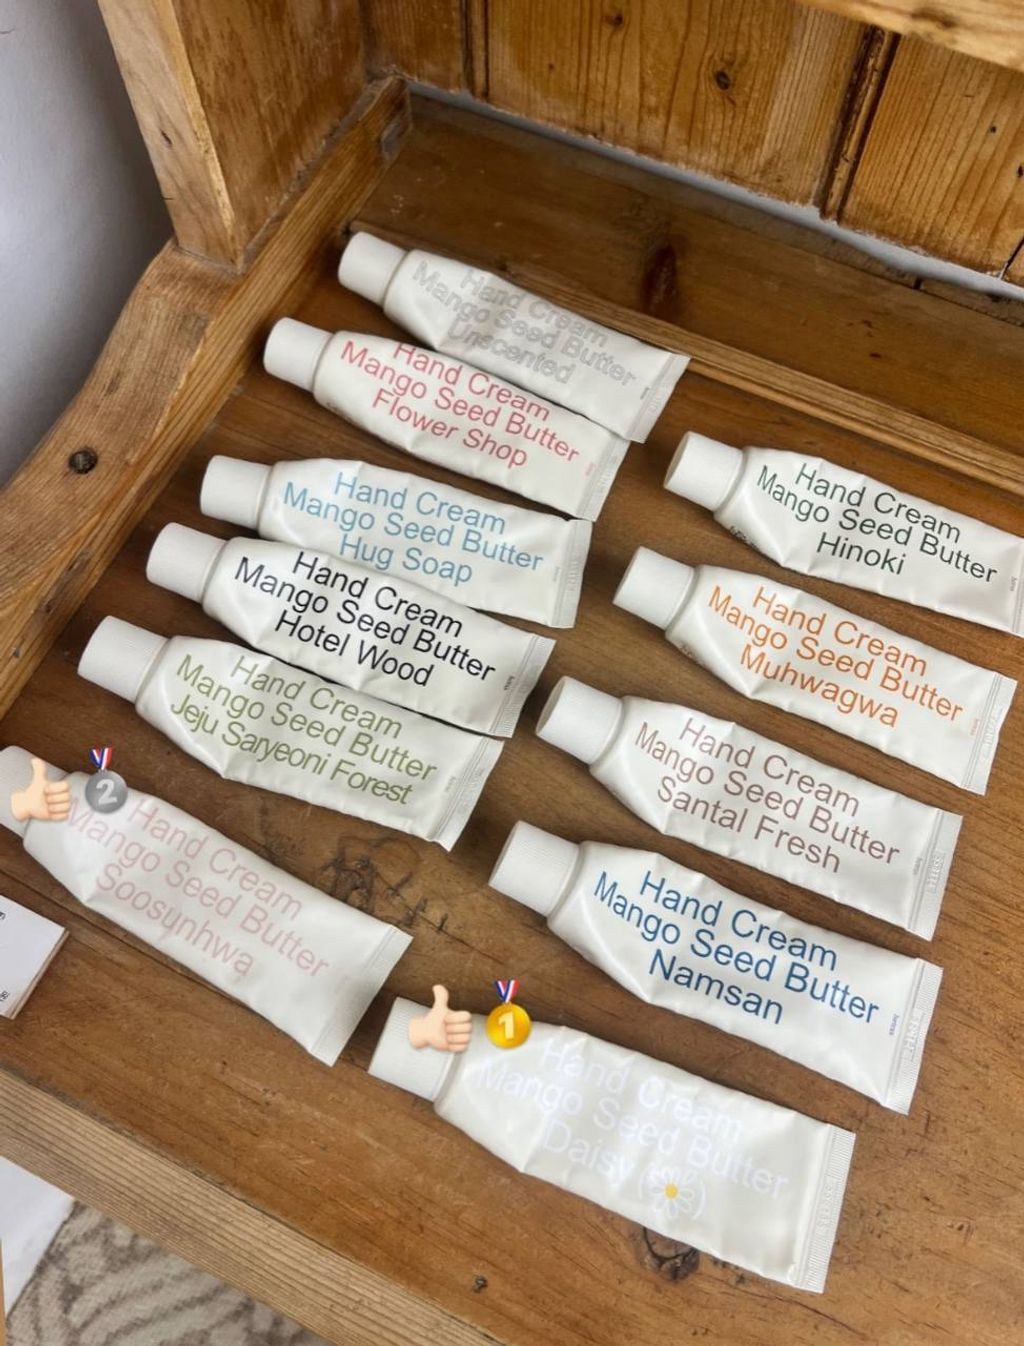 Hand Cream
Mango Seed Butter
Unscented
Hand Cream
Mango Seed Butter
Flower Shop
Hand Cream
Mango Seed Butter
Hug Soap
Hand Cream
Mango Seed Butter
Hotel Wood
Hand Cream
Mango Seed Butter
Jeju Saryeoni Forest
2
Hand Cream
Mango Seed Butter
Soosunhwa
Hand Cream
Mango Seed Butter
Hinoki
Hand Cream
Mango Seed Butter
Muhwagwa
Hand Cream
Mango Seed Butter
Santal Fresh
Hand Cream
Mango Seed Butter
Namsan
1
Hand Cream
Mango Seed Butter
Daisy (🌼)